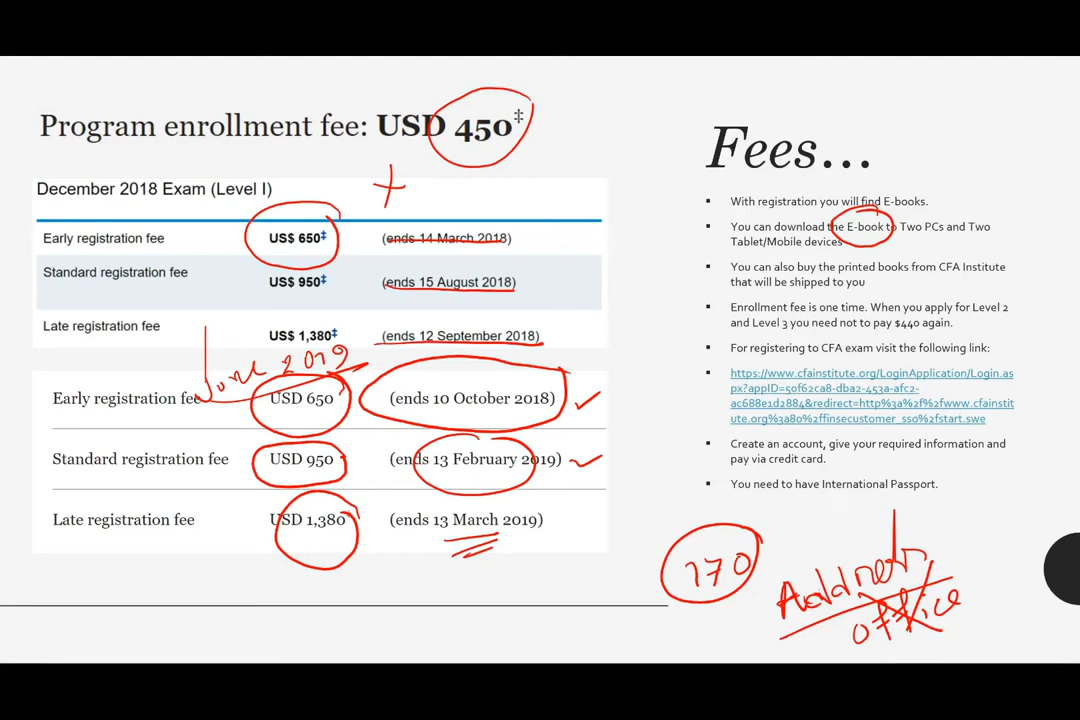 Program enrollment fee: USD 450‡
+
December 2018 Exam (Level I)
Early registration fee US$ 650‡ (ends 14 March 2018)
Standard registration fee US$ 950‡ (ends 15 August 2018)
Late registration fee US$ 1,380‡ (ends 12 September 2018)
June 2019
Early registration fee USD 650 (ends 10 October 2018)
Standard registration fee USD 950 (ends 13 February 2019)
Late registration fee USD 1,380 (ends 13 March 2019)
Fees...
With registration you will find E-books.
You can download the E-book to Two PCs and Two
Tablet/Mobile devices
You can also buy the printed books from CFA Institute
that will be shipped to you
Enrollment fee is one time. When you apply for Level 2
and Level 3 you need not to pay $440 again.
For registering to CFA exam visit the following link:
https://www.cfainstitute.org/LoginApplication/Login.as
px?appID=50f62ca8-dba2-453a-afc2-
ac688e1d2884&redirect=http%3a%2f%2fwww.cfainstit
ute.org%3a80%2ffinsecustomer_sso%2fstart.swe
Create an account, give your required information and
pay via credit card.
You need to have International Passport.
170
office